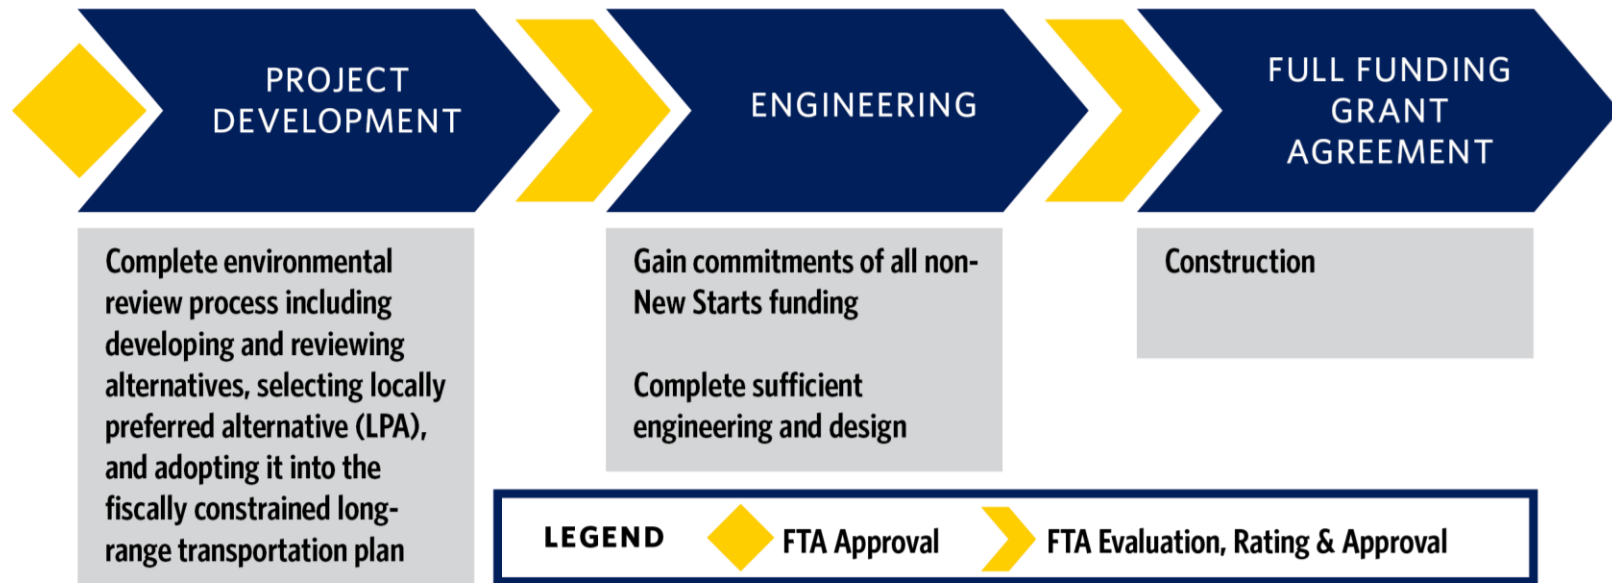 PROJECT
DEVELOPMENT
ENGINEERING
FULL FUNDING
GRANT
AGREEMENT
Complete environmental
review process including
developing and reviewing
alternatives, selecting locally
preferred alternative (LPA),
and adopting it into the
fiscally constrained long-
range transportation plan
Gain commitments of all non-
New Starts funding
Complete sufficient
engineering and design
Construction
LEGEND
FTA Approval
FTA Evaluation, Rating & Approval